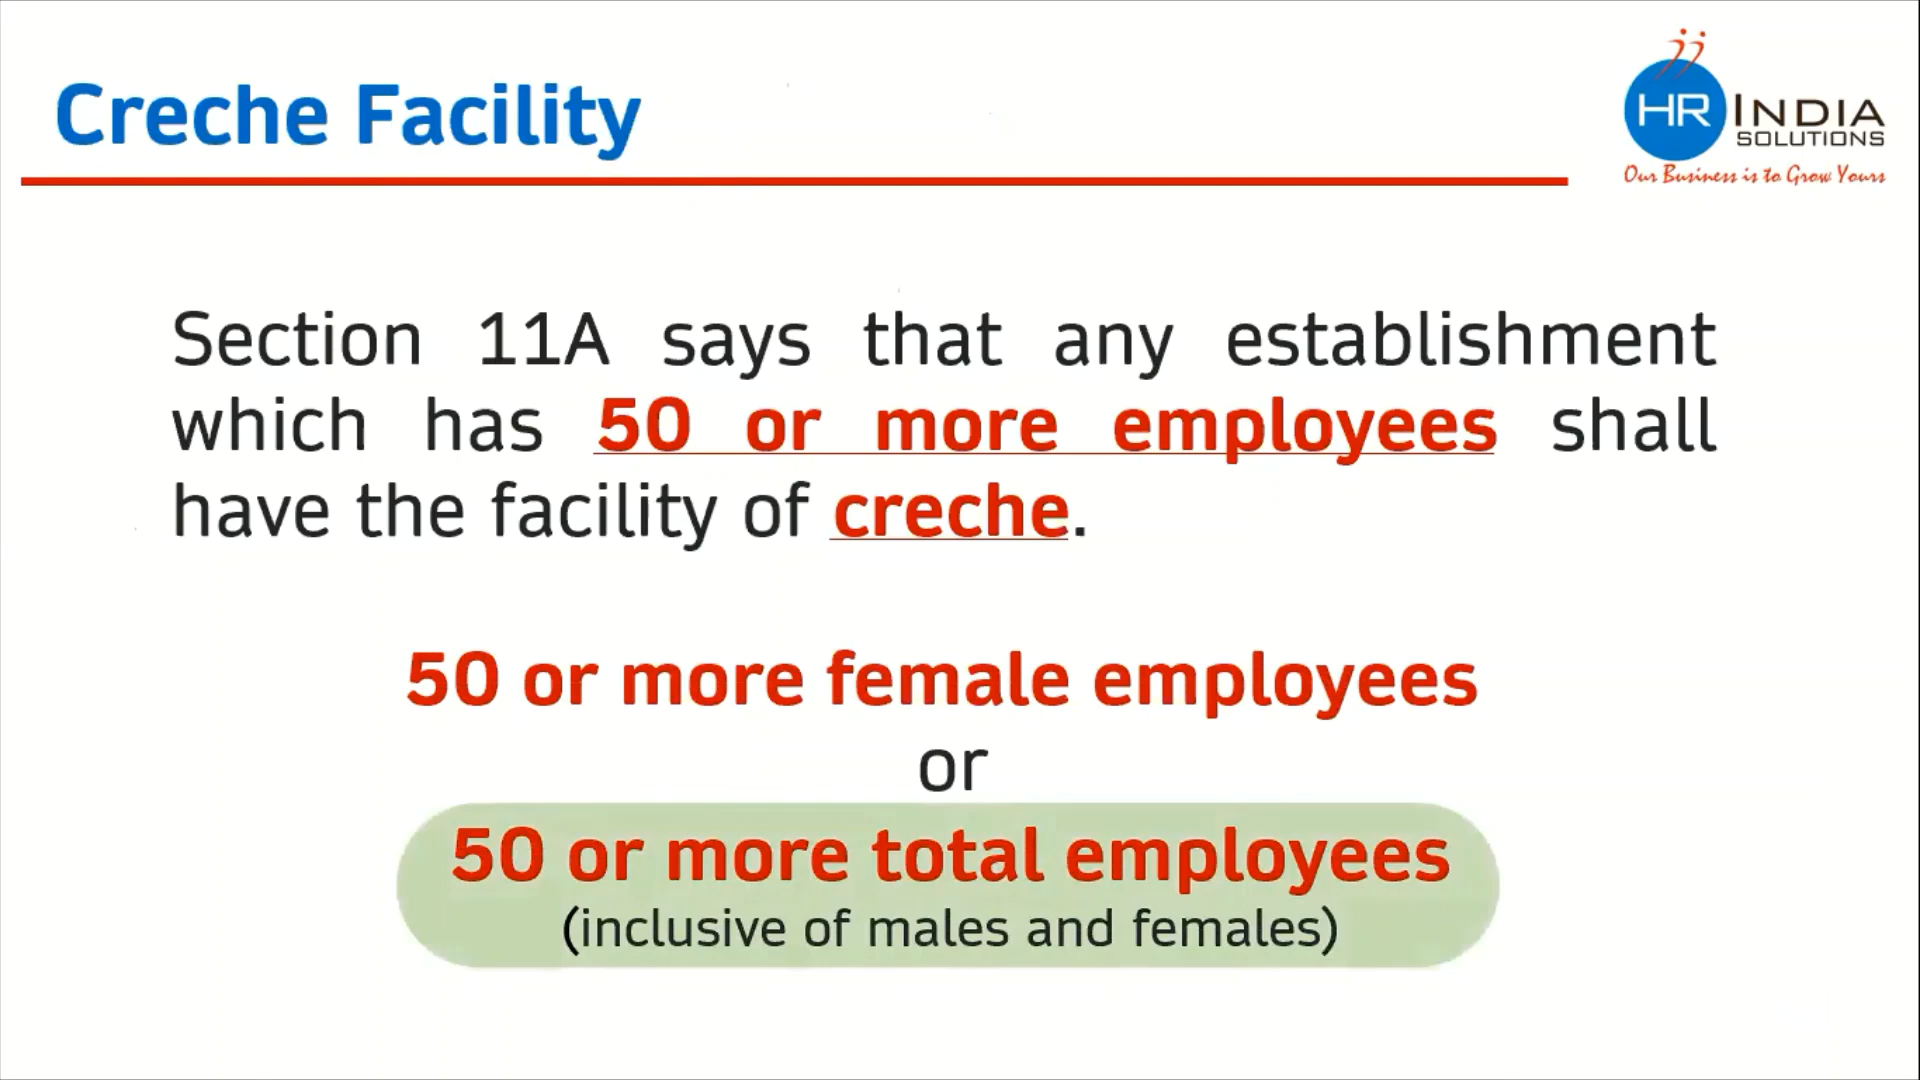 Creche Facility
HR INDIA
SOLUTIONS
Our Business is to Grow Yours
Section 11A says that any establishment
which has 50 or more employees shall
have the facility of creche.
50 or more female employees
or
50 or more total employees
(inclusive of males and females)